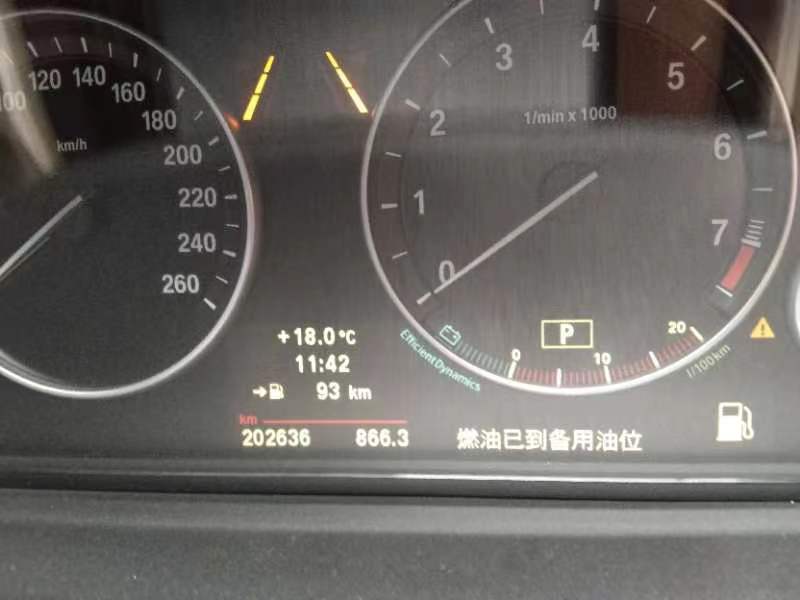 100 120 140 160 180 200 220 240 260
km/h
0 1 2 3 4 5 6 7
1/min x 1000
+18.0°C
11:42
93 km
km
202636 866.3
EfficientDynamics
P
0 10 20
l/100km
燃油已到备用油位